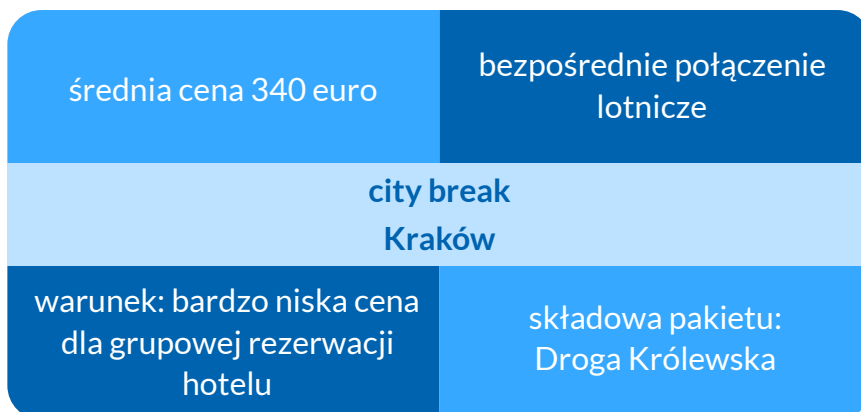 średnia cena 340 euro
bezpośrednie połączenie
lotnicze
city break
Kraków
warunek: bardzo niska cena
dla grupowej rezerwacji
hotelu
składowa pakietu:
Droga Królewska